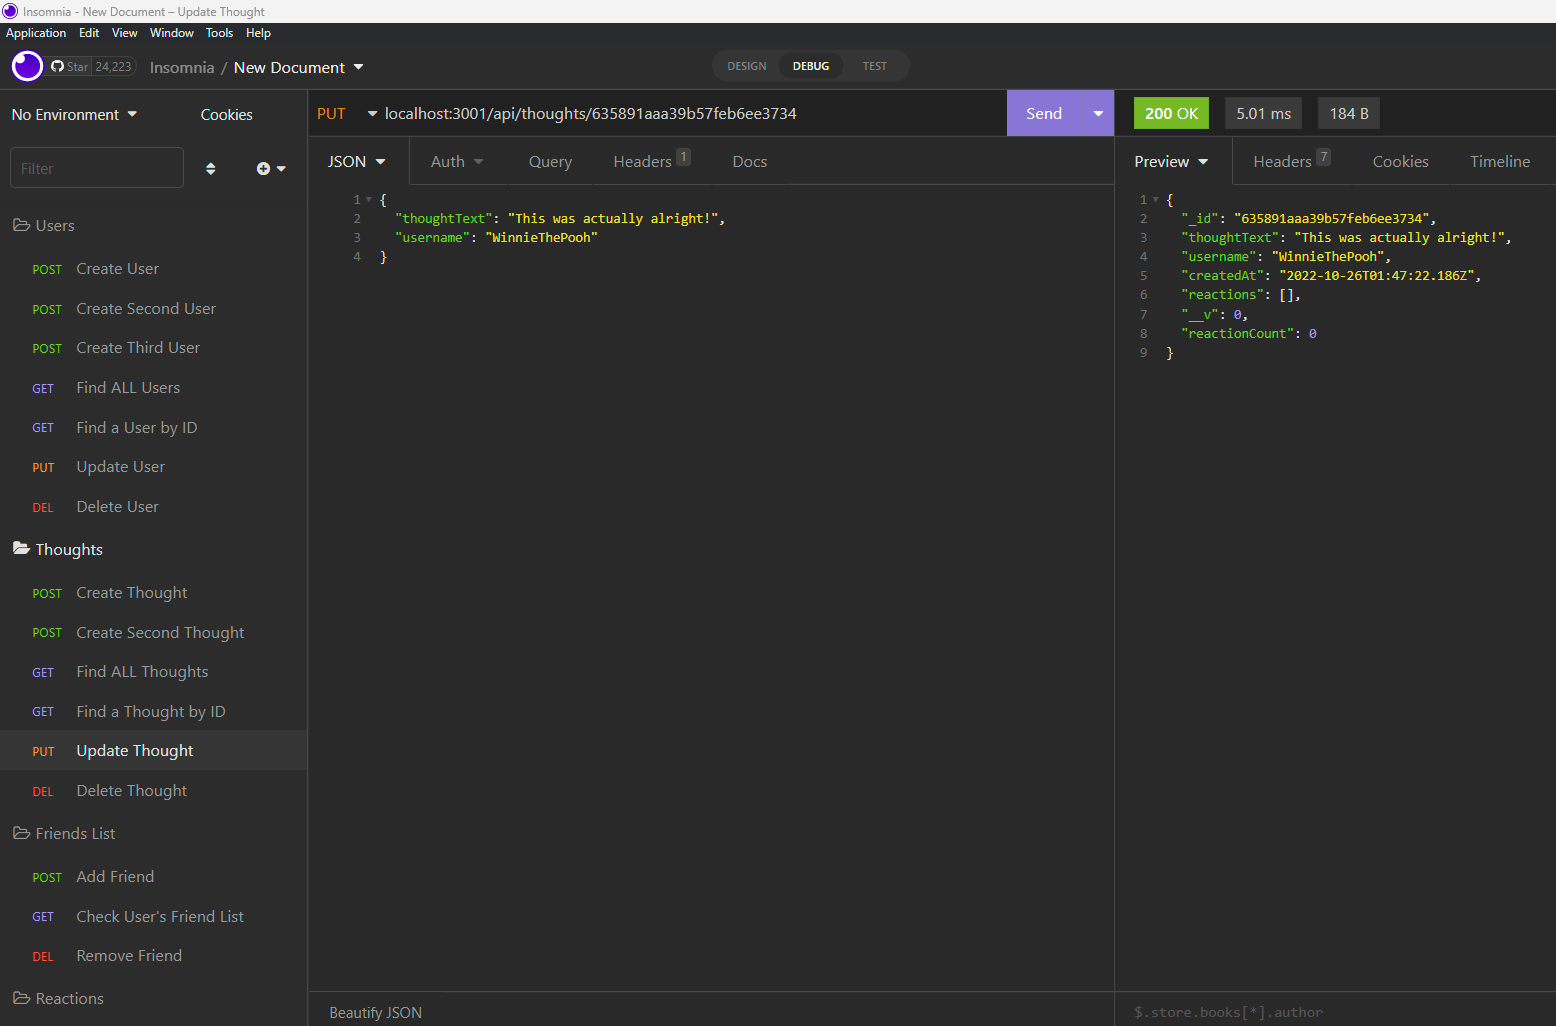 Insomnia - New Document – Update Thought
Application Edit View Window Tools Help
Star 24,223 Insomnia / New Document DESIGN DEBUG TEST
No Environment Cookies
Filter
Users
POST Create User
POST Create Second User
POST Create Third User
GET Find ALL Users
GET Find a User by ID
PUT Update User
DEL Delete User
Thoughts
POST Create Thought
POST Create Second Thought
GET Find ALL Thoughts
GET Find a Thought by ID
PUT Update Thought
DEL Delete Thought
Friends List
POST Add Friend
GET Check User's Friend List
DEL Remove Friend
Reactions
PUT localhost:3001/api/thoughts/635891aaa39b57feb6ee3734 Send
JSON Auth Query Headers 1 Docs
1 {
2 "thoughtText": "This was actually alright!",
3 "username": "WinnieThePooh"
4 }
Beautify JSON
200 OK 5.01 ms 184 B
Preview Headers 7 Cookies Timeline
1 {
2 "_id": "635891aaa39b57feb6ee3734",
3 "thoughtText": "This was actually alright!",
4 "username": "WinnieThePooh",
5 "createdAt": "2022-10-26T01:47:22.186Z",
6 "reactions": [],
7 "__v": 0,
8 "reactionCount": 0
9 }
$.store.books[*].author